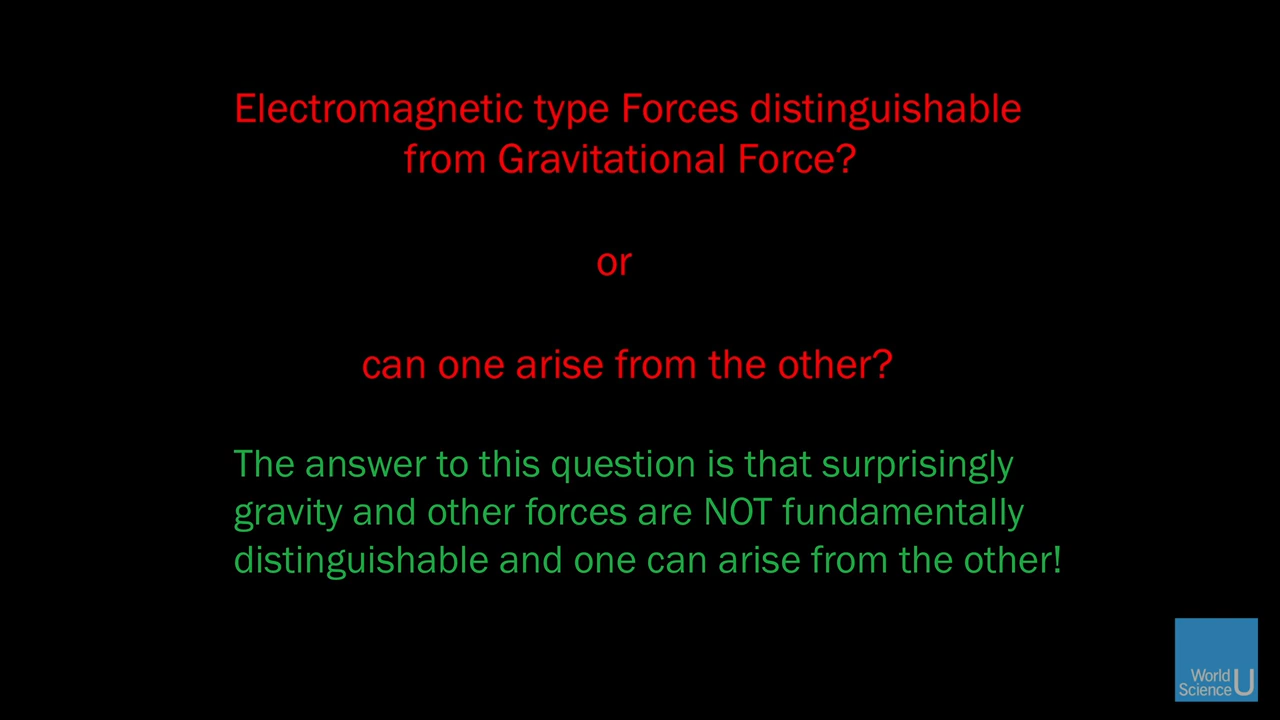 Electromagnetic type Forces distinguishable
from Gravitational Force?
or
can one arise from the other?
The answer to this question is that surprisingly
gravity and other forces are NOT fundamentally
distinguishable and one can arise from the other!
World
Science U